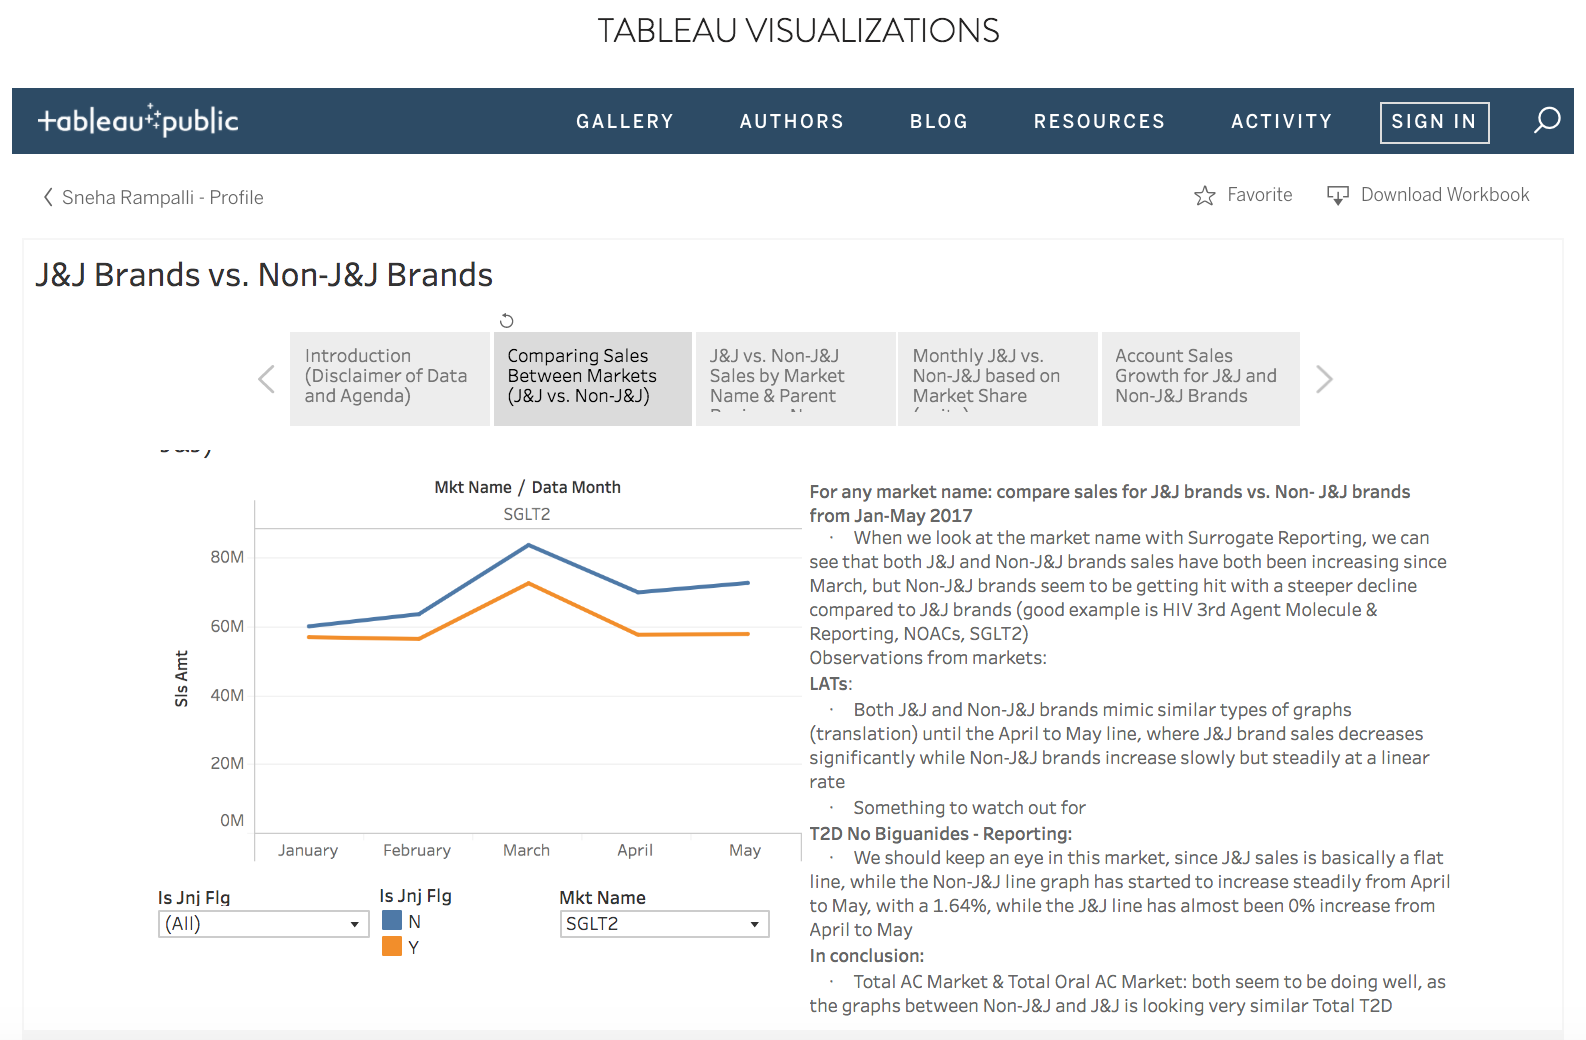 TABLEAU VISUALIZATIONS
+ableau public
GALLERY AUTHORS BLOG RESOURCES ACTIVITY SIGN IN
Sneha Rampalli - Profile
Favorite Download Workbook
J&J Brands vs. Non-J&J Brands
Introduction
(Disclaimer of Data
and Agenda)
Comparing Sales
Between Markets
(J&J vs. Non-J&J)
J&J vs. Non-J&J
Sales by Market
Name & Parent
Monthly J&J vs.
Non-J&J based on
Market Share
Account Sales
Growth for J&J and
Non-J&J Brands
Mkt Name / Data Month
SGLT2
80M
60M
40M
20M
0M
Sls Amt
January February March April May
Is Jnj Flg
(All)
Is Jnj Flg
N
Y
Mkt Name
SGLT2
For any market name: compare sales for J&J brands vs. Non- J&J brands
from Jan-May 2017
· When we look at the market name with Surrogate Reporting, we can
see that both J&J and Non-J&J brands sales have both been increasing since
March, but Non-J&J brands seem to be getting hit with a steeper decline
compared to J&J brands (good example is HIV 3rd Agent Molecule &
Reporting, NOACs, SGLT2)
Observations from markets:
LATs:
· Both J&J and Non-J&J brands mimic similar types of graphs
(translation) until the April to May line, where J&J brand sales decreases
significantly while Non-J&J brands increase slowly but steadily at a linear
rate
· Something to watch out for
T2D No Biguanides - Reporting:
· We should keep an eye in this market, since J&J sales is basically a flat
line, while the Non-J&J line graph has started to increase steadily from April
to May, with a 1.64%, while the J&J line has almost been 0% increase from
April to May
In conclusion:
· Total AC Market & Total Oral AC Market: both seem to be doing well, as
the graphs between Non-J&J and J&J is looking very similar Total T2D